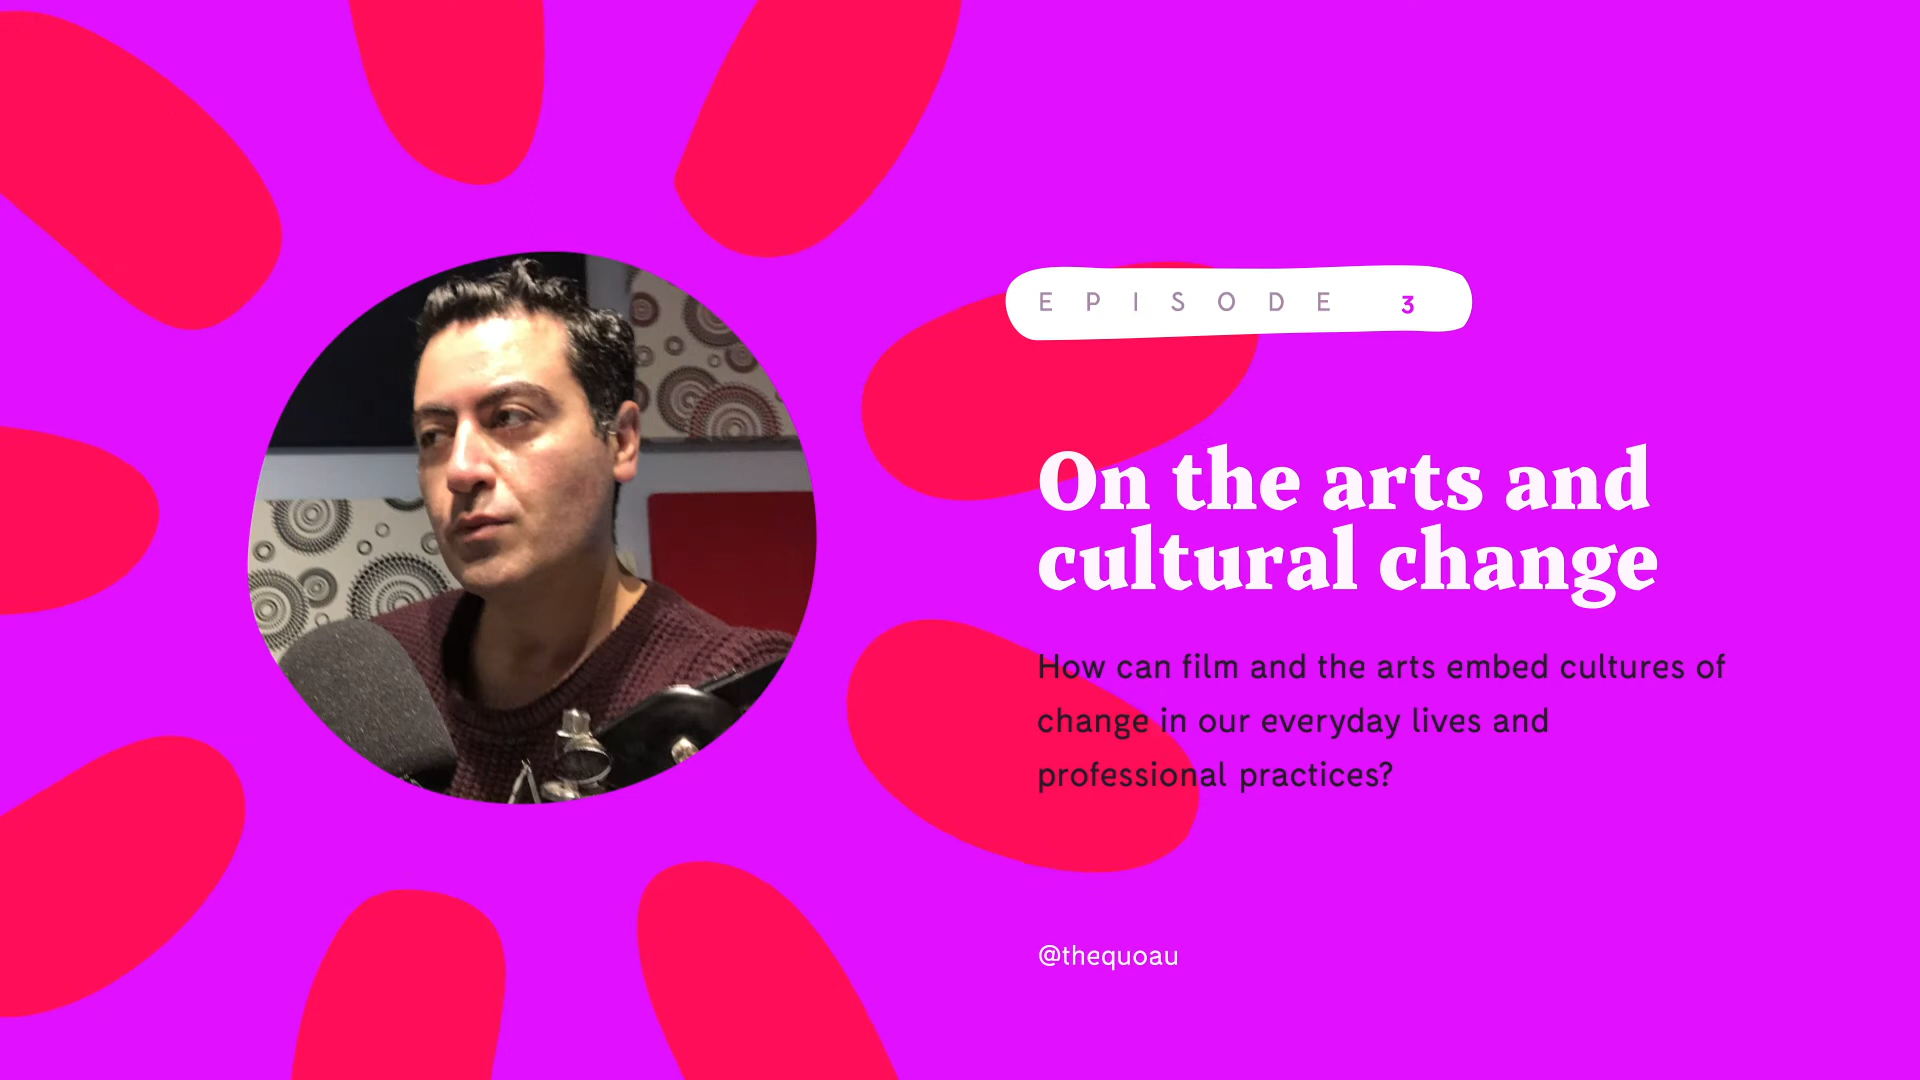 EPISODE 3
On the arts and
cultural change
How can film and the arts embed cultures of
change in our everyday lives and
professional practices?
@thequoau